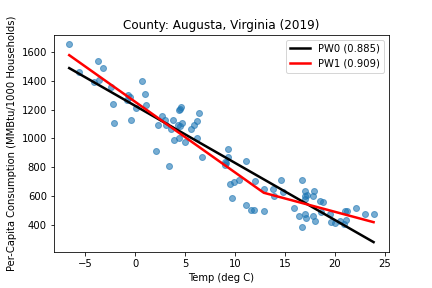 County: Augusta, Virginia (2019)
PW0 (0.885)
PW1 (0.909)
Per-Capita Consumption (MMBtu/1000 Households)
1600
1400
1200
1000
800
600
400
−5
0
5
10
15
20
25
Temp (deg C)